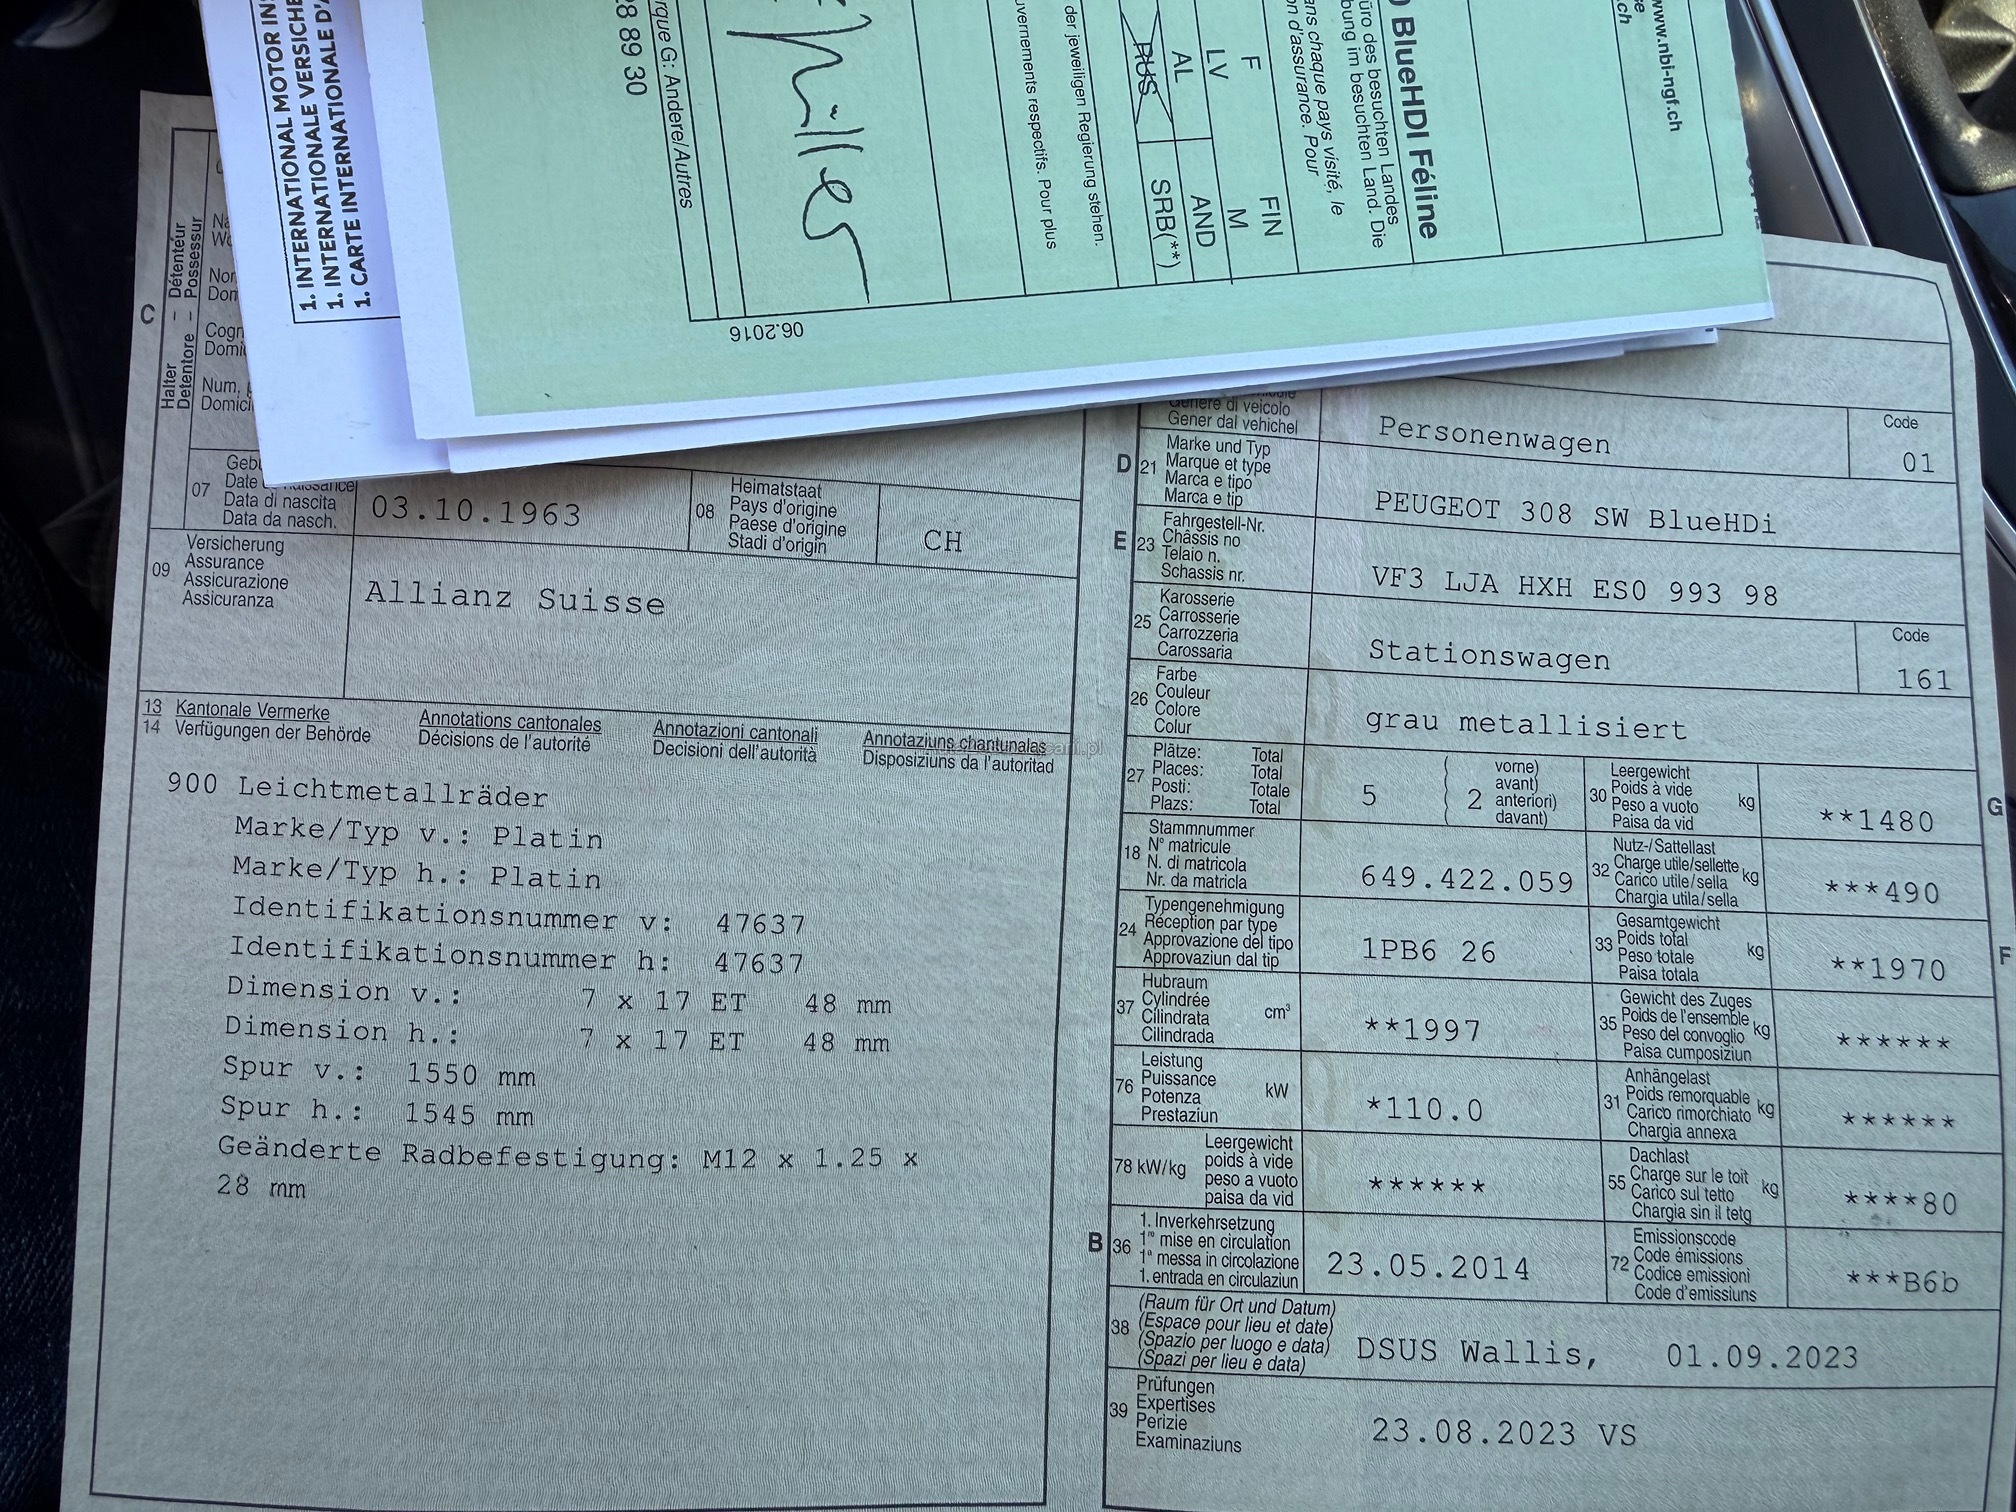 1. INTERNATIONAL MOTOR IN
1. INTERNATIONALE VERSICHE
1. CARTE INTERNATIONALE D'
28 89 30
rque G: Andere/Autres
Müller
06.2016
uvernements respectifs. Pour plus
der jeweiligen Regierung stehen.
RUS
AL
LV
F
SRB(**)
AND
M
FIN
on d'assurance. Pour
ans chaque pays visité, le
bung im besuchten Land. Die
üro des besuchten Landes
BlueHDI Féline
.ch
www.nbi-ngf.ch
C
Halter – Détenteur
Detentore – Possessur
Cogn
Domi
Num.
Domici
07
Date de naissance
Data di nascita
Data da nasch.
03.10.1963
08
Heimatstaat
Pays d'origine
Paese d'origine
Stadi d'origin
CH
09
Versicherung
Assurance
Assicurazione
Assicuranza
Allianz Suisse
13 Kantonale Vermerke Annotations cantonales Annotazioni cantonali Annotaziuns chantunalas
14 Verfügungen der Behörde Décisions de l'autorité Decisioni dell'autorità Disposiziuns da l'autoritad
900 Leichtmetallräder
Marke/Typ v.: Platin
Marke/Typ h.: Platin
Identifikationsnummer v: 47637
Identifikationsnummer h: 47637
Dimension v.: 7 x 17 ET 48 mm
Dimension h.: 7 x 17 ET 48 mm
Spur v.: 1550 mm
Spur h.: 1545 mm
Geänderte Radbefestigung: M12 x 1.25 x
28 mm
Genere di veicolo
Gener dal vehichel
Personenwagen
Code
01
D 21
Marke und Typ
Marque et type
Marca e tipo
Marca e tip
PEUGEOT 308 SW BlueHDi
E 23
Fahrgestell-Nr.
Châssis no
Telaio n.
Schassis nr.
VF3 LJA HXH ES0 993 98
25
Karosserie
Carrosserie
Carrozzeria
Carossaria
Stationswagen
Code
161
26
Farbe
Couleur
Colore
Colur
grau metallisiert
27
Plätze: Total
Places: Total
Posti: Totale
Plazs: Total
5
2
vorne)
avant)
anteriori)
davant)
30
Leergewicht
Poids à vide
Peso a vuoto
Paisa da vid
kg
**1480
G
18
Stammnummer
N° matricule
N. di matricola
Nr. da matricla
649.422.059
32
Nutz-/Sattellast
Charge utile/sellette
Carico utile/sella
Chargia utila/sella
kg
***490
24
Typengenehmigung
Réception par type
Approvazione del tipo
Approvaziun dal tip
1PB6 26
33
Gesamtgewicht
Poids total
Peso totale
Paisa totala
kg
**1970
F
37
Hubraum
Cylindrée
Cilindrata
Cilindrada
cm³
**1997
35
Gewicht des Zuges
Poids de l'ensemble
Peso del convoglio
Paisa cumposiziun
kg
******
76
Leistung
Puissance
Potenza
Prestaziun
kW
*110.0
31
Anhängelast
Poids remorquable
Carico rimorchiato
Chargia annexa
kg
******
78 kW/kg
Leergewicht
poids à vide
peso a vuoto
paisa da vid
******
55
Dachlast
Charge sur le toit
Carico sul tetto
Chargia sin il tetg
kg
****80
B 36
1. Inverkehrsetzung
1re mise en circulation
1a messa in circolazione
1. entrada en circulaziun
23.05.2014
72
Emissionscode
Code émissions
Codice emissioni
Code d'emissiuns
***B6b
38
(Raum für Ort und Datum)
(Espace pour lieu et date)
(Spazio per luogo e data)
(Spazi per lieu e data)
DSUS Wallis, 01.09.2023
39
Prüfungen
Expertises
Perizie
Examinaziuns
23.08.2023 VS